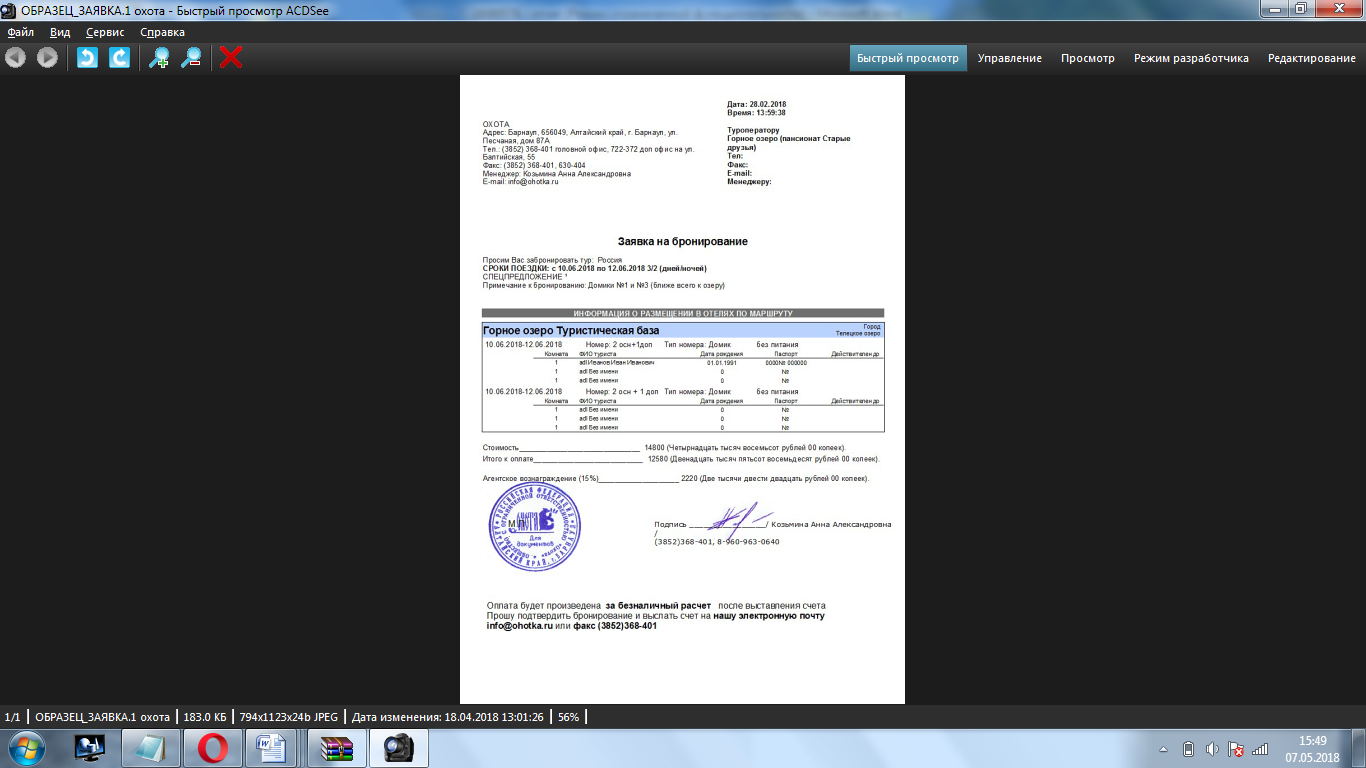 ОБРАЗЕЦ_ЗАЯВКА.1 охота - Быстрый просмотр ACDSee
Файл Вид Сервис Справка
Быстрый просмотр Управление Просмотр Режим разработчика Редактирование
Дата: 28.02.2018
Время: 13:59:38
ОХОТА
Адрес: Барнаул, 656049, Алтайский край, г. Барнаул, ул.
Песчаная, дом 87А
Тел.: (3852) 368-401 головной офис, 722-372 доп офис на ул.
Балтийская, 55
Факс: (3852) 368-401, 630-404
Менеджер: Козьмина Анна Александровна
E-mail: info@ohotka.ru
Туроператору
Горное озеро (пансионат Старые
друзья)
Тел:
Факс:
E-mail:
Менеджеру:
Заявка на бронирование
Просим Вас забронировать тур: Россия
СРОКИ ПОЕЗДКИ: с 10.06.2018 по 12.06.2018 3/2 (дней/ночей)
СПЕЦПРЕДЛОЖЕНИЕ !
Примечание к бронированию: Домики №1 и №3 (ближе всего к озеру)
ИНФОРМАЦИЯ О РАЗМЕЩЕНИИ В ОТЕЛЯХ ПО МАРШРУТУ
Горное озеро Туристическая база
Город
Телецкое озеро
10.06.2018-12.06.2018 Номер: 2 осн+1доп Тип номера: Домик без питания
Комната ФИО туриста Дата рождения Паспорт Действителен до
1 adl Иванов Иван Иванович 01.01.1991 0000№ 000000
1 adl Без имени 0 №
1 adl Без имени 0 №
10.06.2018-12.06.2018 Номер: 2 осн + 1 доп Тип номера: Домик без питания
Комната ФИО туриста Дата рождения Паспорт Действителен до
1 adl Без имени 0 №
1 adl Без имени 0 №
1 adl Без имени 0 №
Стоимость______________________________ 14800 (Четырнадцать тысяч восемьсот рублей 00 копеек).
Итого к оплате___________________________ 12580 (Двенадцать тысяч пятьсот восемьдесят рублей 00 копеек).
Агентское вознаграждение (15%)____________________ 2220 (Две тысячи двести двадцать рублей 00 копеек).
РОССИЙСКАЯ ФЕДЕРАЦИЯ
АЛТАЙСКИЙ КРАЙ, г. БАРНАУЛ
М.П.
Для
документов
Подпись __________________/ Козьмина Анна Александровна
/
(3852)368-401, 8-960-963-0640
Оплата будет произведена за безналичный расчет после выставления счета
Прошу подтвердить бронирование и выслать счет на нашу электронную почту
info@ohotka.ru или факс (3852)368-401
1/1 ОБРАЗЕЦ_ЗАЯВКА.1 охота 183.0 КБ 794x1123x24b JPEG Дата изменения: 18.04.2018 13:01:26 56%
15:49
07.05.2018